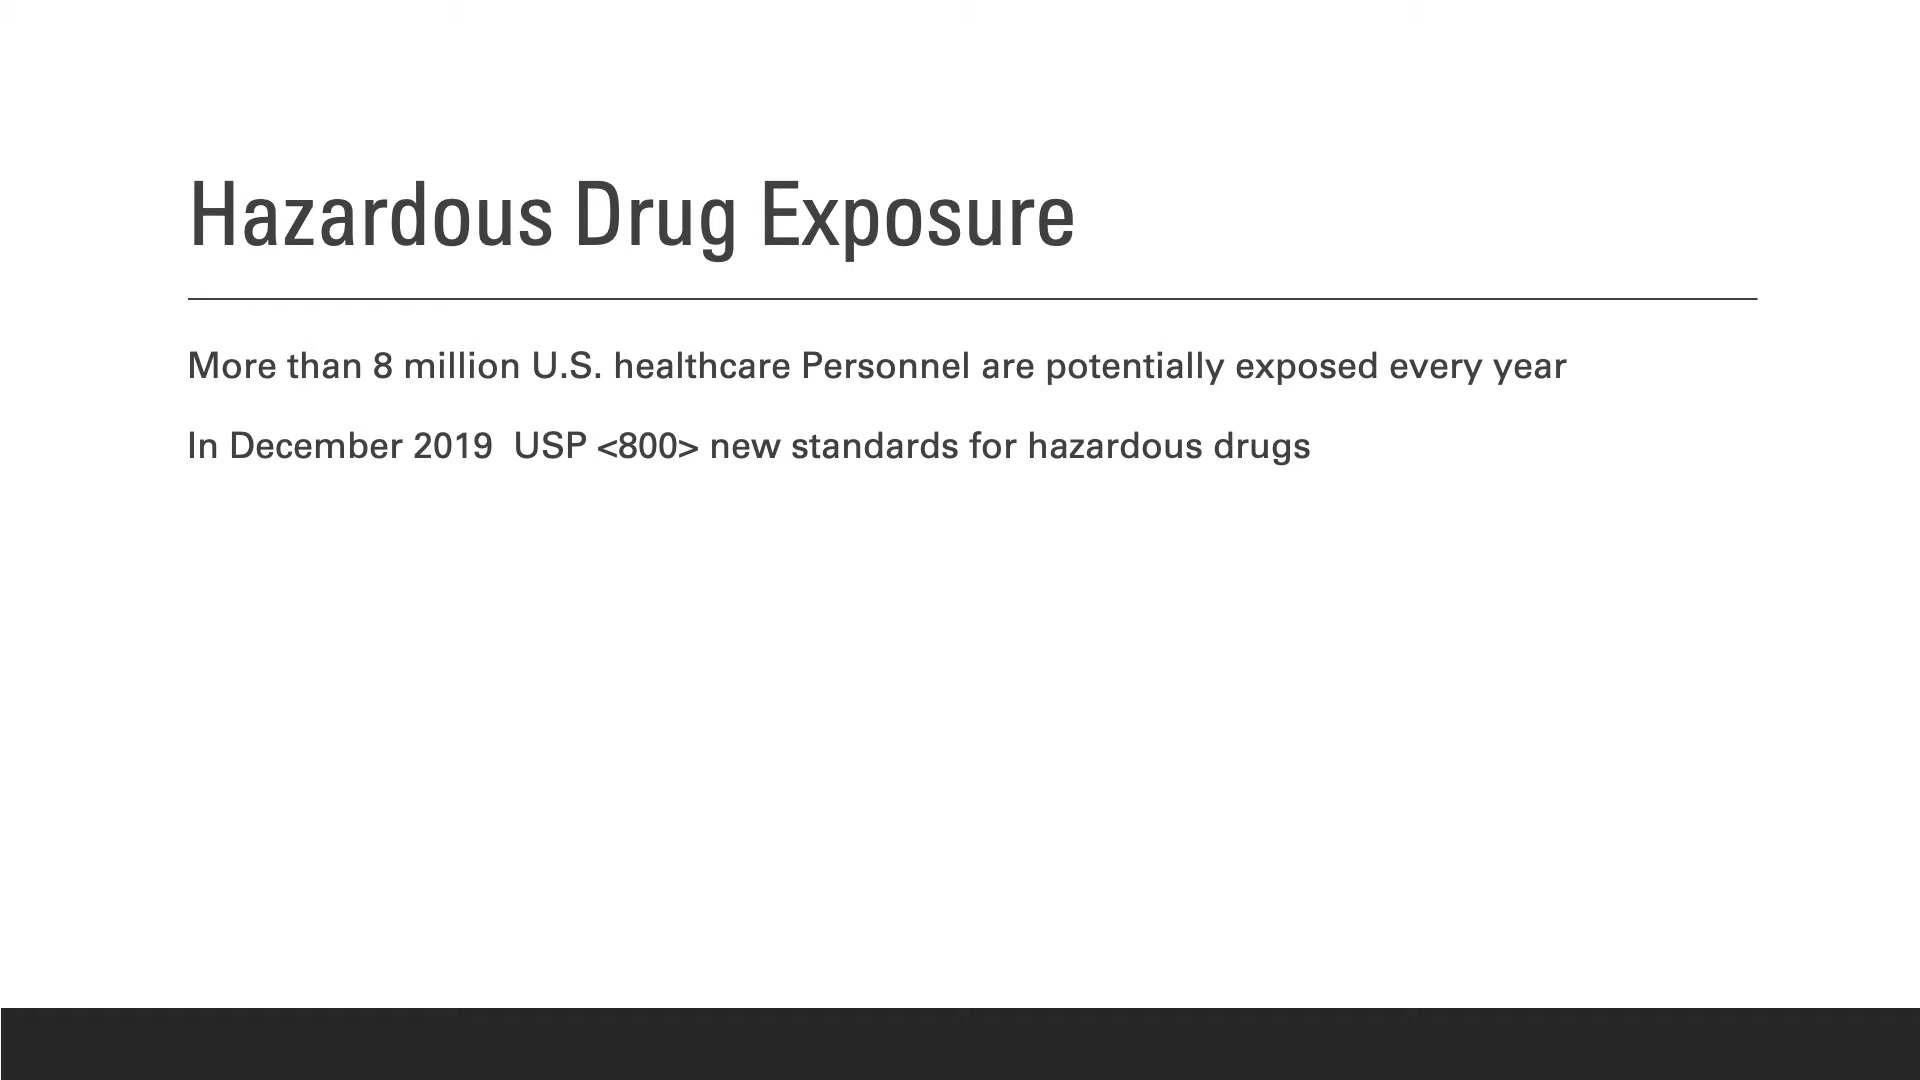 Hazardous Drug Exposure
More than 8 million U.S. healthcare Personnel are potentially exposed every year
In December 2019  USP <800> new standards for hazardous drugs